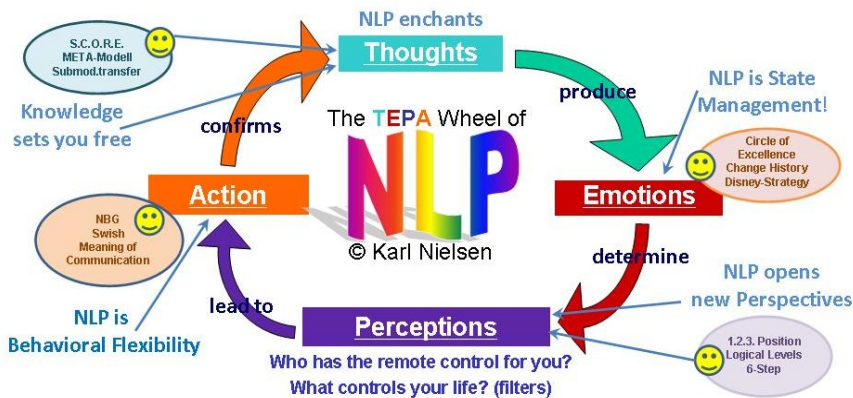 NLP enchants
Thoughts
S.C.O.R.E.
META-Modell
Submod.transfer
Knowledge
sets you free
confirms
produce
NLP is State
Management!
The TEPA Wheel of
NLP
© Karl Nielsen
Circle of
Excellence
Change History
Disney-Strategy
Action
Emotions
NBG
Swish
Meaning of
Communication
determine
NLP opens
new Perspectives
lead to
NLP is
Behavioral Flexibility
Perceptions
1.2.3. Position
Logical Levels
6-Step
Who has the remote control for you?
What controls your life? (filters)